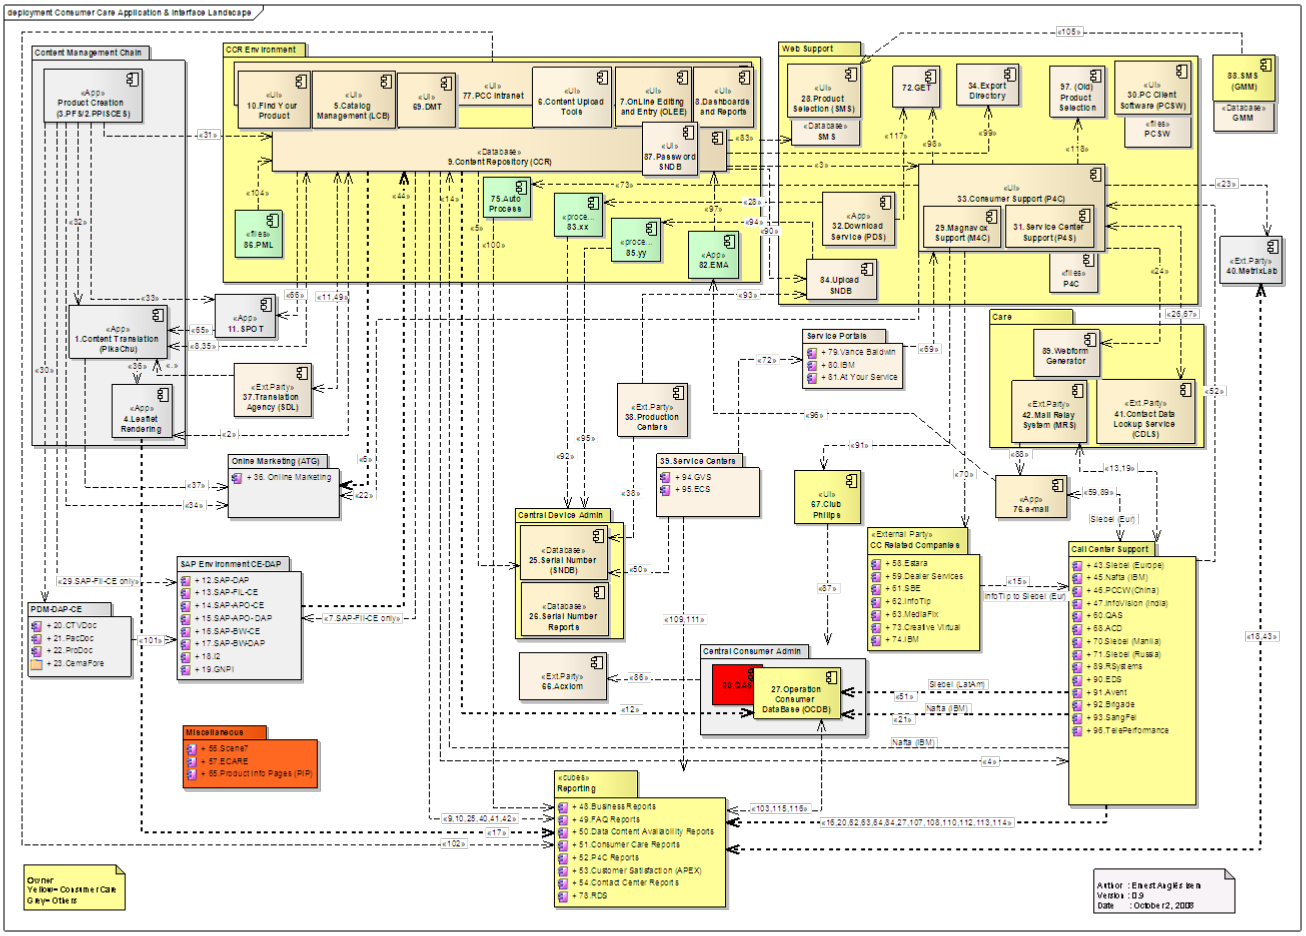 deployment Consumer Care Application & Interface Landscape
Content Management Chain
«App»
Product Creation
(3.PFS/2.PPISCES)
«31»
«32»
«33»
«30»
«App»
1.Content Translation
(PikaChu)
«App»
11.SPOT
«65»
«66»
«11,49»
«8,35»
«36»
«.»
«Ext.Party»
37.Translation
Agency (SDL)
«App»
4.Leaflet
Rendering
«2»
CCR Environment
«UI»
10.Find Your
Product
«UI»
5.Catalog
Management (LCB)
«UI»
69.DMT
«UI»
77.PCC Intranet
«UI»
6.Content Upload
Tools
«UI»
7.OnLine Editing
and Entry (OLEE)
«UI»
8.Dashboards
and Reports
«Database»
9.Content Repository (CCR)
«UI»
87.Password
SNDB
«83»
«3»
«104»
«files»
86.PML
«44»
«14»
«5»
«100»
75.Auto
Process
«73»
«proce...
83.xx
«28»
«proce...
85.yy
«94»
«97»
«App»
82.EMA
«90»
«93»
Web Support
«UI»
28.Product
Selection (SMS)
«Database»
SMS
«UI»
72.GET
«117»
«UI»
34.Export
Directory
«99»
«98»
«UI»
97. (Old)
Product
Selection
«118»
«UI»
30.PC Client
Software (PCSW)
«files»
PCSW
«105»
88.SMS
(GMM)
«Database»
GMM
«UI»
33.Consumer Support (P4C)
«UI»
29.Magnavox
Support (M4C)
«UI»
31.Service Center
Support (P4S)
«files»
P4C
«App»
32.Download
Service (PDS)
84.Upload
SNDB
«23»
«Ext.Party»
40.MetrixLab
«24»
«26,67»
Care
89.Webform
Generator
«Ext.Party»
42.Mail Relay
System (MRS)
«Ext.Party»
41.Contact Data
Lookup Service
(CDLS)
«52»
«88»
«13,19»
«App»
76.e-mail
«59,89»
Siebel (Eur)
Service Portals
+ 79.Vance Baldwin
+ 80.IBM
+ 81.At Your Service
«69»
«72»
«96»
«91»
«70»
«Ext.Party»
38.Production
Centers
39.Service Centers
+ 94.GVS
+ 95.ECS
«95»
«92»
«38»
«50»
«109,111»
«UI»
67.Club
Philips
«87»
Online Marketing (ATG)
+ 36. Online Marketing
«37»
«34»
«6»
«22»
Central Device Admin
«Database»
25.Serial Number
(SNDB)
«Database»
26.Serial Number
Reports
«Ext.Party»
66.Acxiom
«86»
«External Party»
CC Related Companies
+ 58.Estara
+ 59.Dealer Services
+ 61.SBE
+ 62.InfoTip
+ 63.MediaFix
+ 73.Creative Virtual
+ 74.IBM
«15»
InfoTip to Siebel (Eur)
Call Center Support
+ 43.Siebel (Europe)
+ 45.Nafta (IBM)
+ 46.PCCW(China)
+ 47.InfoVision (India)
+ 60.QAS
+ 68.ACD
+ 70.Siebel (Manila)
+ 71.Siebel (Russia)
+ 89.RSystems
+ 90.EDS
+ 91.Avent
+ 92.Brigade
+ 93.SangFei
+ 96.TelePerformance
«18,43»
SAP Environment CE-DAP
+ 12.SAP-DAP
+ 13.SAP-FIL-CE
+ 14.SAP-APO-CE
+ 15.SAP-APO-DAP
+ 16.SAP-BW-CE
+ 17.SAP-BW-DAP
+ 18.I2
+ 19.GNPI
«29.SAP-FIL-CE only»
«7.SAP-FIL-CE only»
PDM-DAP-CE
+ 20.CTVDoc
+ 21.PacDoc
+ 22.ProDoc
+ 23.CemaFore
«101»
Central Consumer Admin
60.QAS
27.Operation
Consumer
DataBase (OCDB)
«12»
Siebel (LatAm)
«51»
Nafta (IBM)
«21»
Nafta (IBM)
«4»
Miscellaneous
+ 56.Scene7
+ 57.ECARE
+ 55.Product Info Pages (PIP)
«cubes»
Reporting
+ 48.Business Reports
+ 49.FAQ Reports
+ 50.Data Content Availability Reports
+ 51.Consumer Care Reports
+ 52.P4C Reports
+ 53.Customer Satisfaction (APEX)
+ 54.Contact Center Reports
+ 78.RDS
«9,10,25,40,41,42»
«17»
«102»
«103,115,116»
«16,20,62,63,64,84,27,107,108,110,112,113,114»
Owner
Yellow= Consumer Care
Grey= Others
Author : Ernest Anglès Isern
Version : 0.9
Date : October 2, 2008